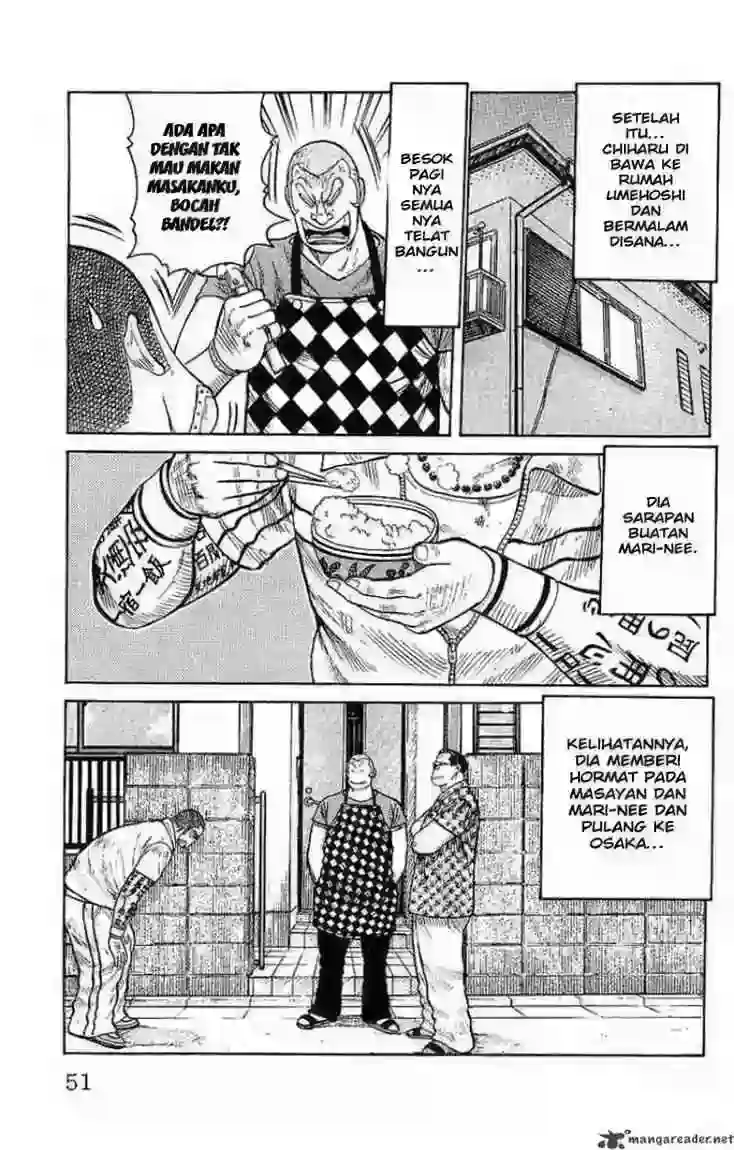 SETELAH
ITU...
CHIHARU DI
BAWA KE
RUMAH
UMEHOSHI
DAN
BERMALAM
DISANA...
BESOK
PAGI
NYA
SEMUA
NYA
TELAT
BANGUN
...
ADA APA
DENGAN TAK
MAU MAKAN
MASAKANKU,
BOCAH
BANDEL?!
DIA
SARAPAN
BUATAN
MARI-NEE.
KELIHATANNYA,
DIA MEMBERI
HORMAT PADA
MASAYAN DAN
MARI-NEE DAN
PULANG KE
OSAKA...
51
mangareader.net